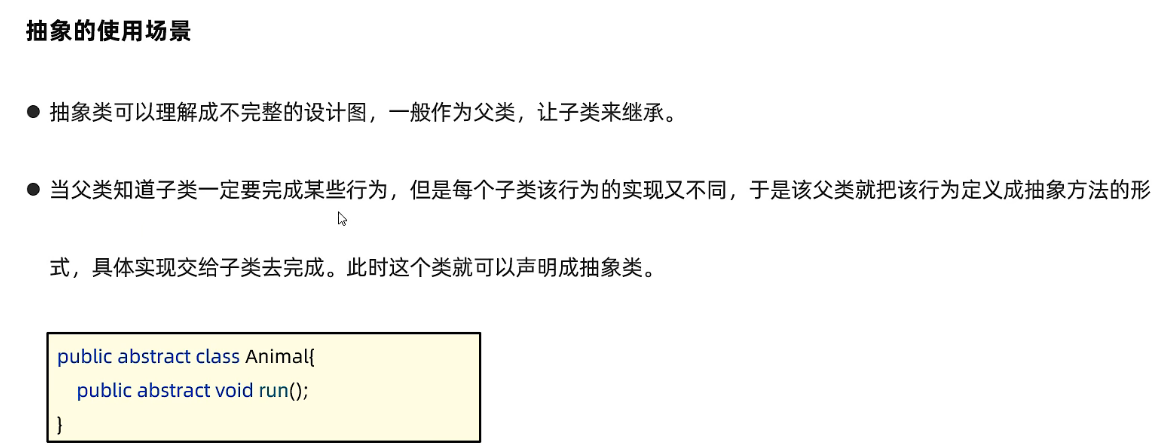 抽象的使用场景
● 抽象类可以理解成不完整的设计图，一般作为父类，让子类来继承。
● 当父类知道子类一定要完成某些行为，但是每个子类该行为的实现又不同，于是该父类就把该行为定义成抽象方法的形
式，具体实现交给子类去完成。此时这个类就可以声明成抽象类。
public abstract class Animal{
    public abstract void run();
}